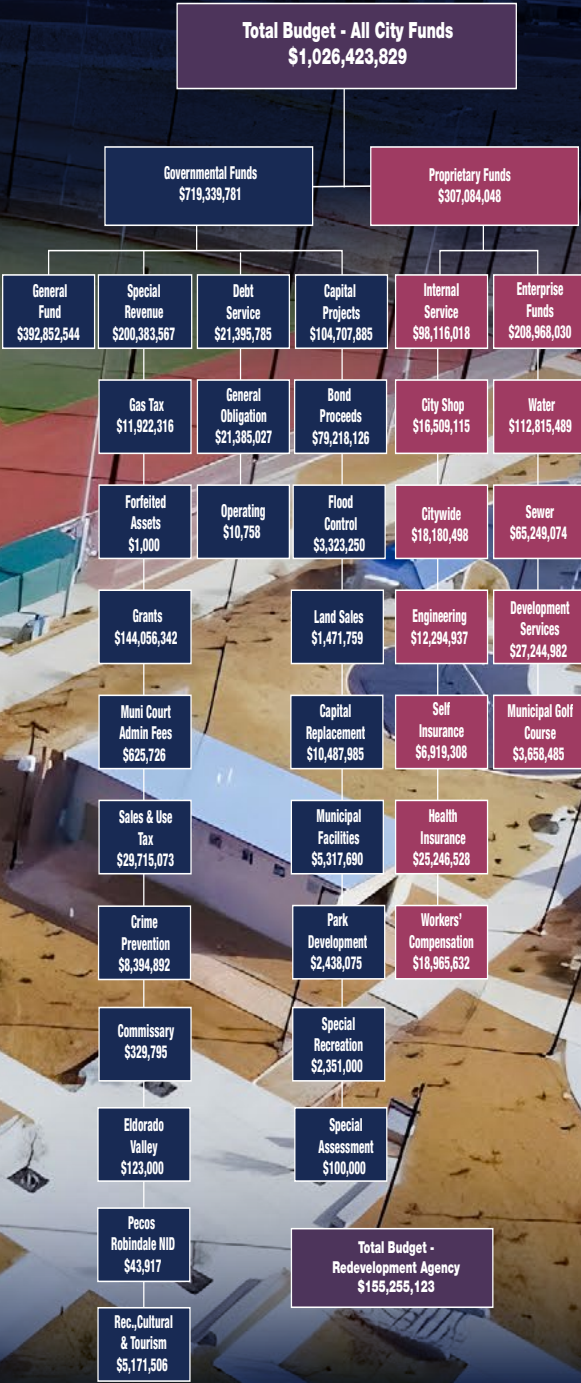 Total Budget - All City Funds
$1,026,423,829
Governmental Funds
$719,339,781
Proprietary Funds
$307,084,048
General
Fund
$392,852,544
Special
Revenue
$200,383,567
Debt
Service
$21,395,785
Capital
Projects
$104,707,885
Internal
Service
$98,116,018
Enterprise
Funds
$208,968,030
Gas Tax
$11,922,316
General
Obligation
$21,385,027
Bond
Proceeds
$79,218,126
City Shop
$16,509,115
Water
$112,815,489
Forfeited
Assets
$1,000
Operating
$10,758
Flood
Control
$3,323,250
Citywide
$18,180,498
Sewer
$65,249,074
Grants
$144,056,342
Land Sales
$1,471,759
Engineering
$12,294,937
Development
Services
$27,244,982
Muni Court
Admin Fees
$625,726
Capital
Replacement
$10,487,985
Self
Insurance
$6,919,308
Municipal Golf
Course
$3,658,485
Sales & Use
Tax
$29,715,073
Municipal
Facilities
$5,317,690
Health
Insurance
$25,246,528
Crime
Prevention
$8,394,892
Park
Development
$2,438,075
Workers'
Compensation
$18,965,632
Commissary
$329,795
Special
Recreation
$2,351,000
Eldorado
Valley
$123,000
Special
Assessment
$100,000
Pecos
Robindale NID
$43,917
Total Budget -
Redevelopment Agency
$155,255,123
Rec.,Cultural
& Tourism
$5,171,506